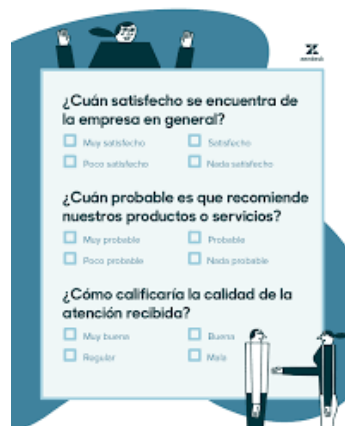 zendesk
¿Cuán satisfecho se encuentra de
la empresa en general?
Muy satisfecho
Satisfecho
Poco satisfecho
Nada satisfecho
¿Cuán probable es que recomiende
nuestros productos o servicios?
Muy probable
Probable
Poco probable
Nada probable
¿Cómo calificaría la calidad de la
atención recibida?
Muy buena
Buena
Regular
Mala